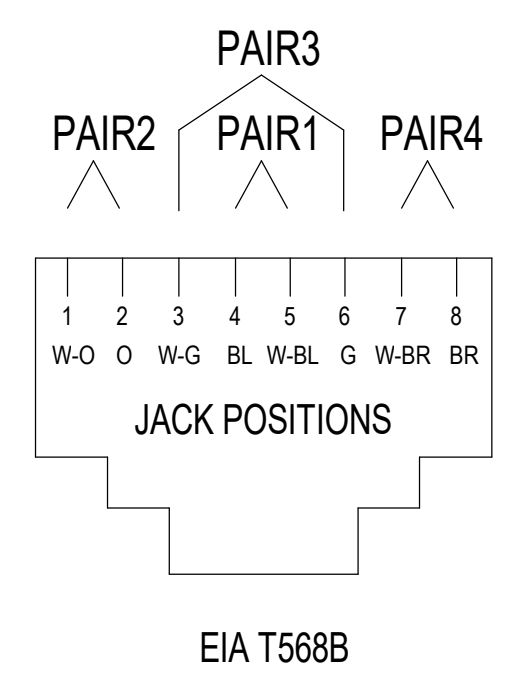 PAIR3
PAIR2 PAIR1 PAIR4
1 2 3 4 5 6 7 8
W-O O W-G BL W-BL G W-BR BR
JACK POSITIONS
EIA T568B